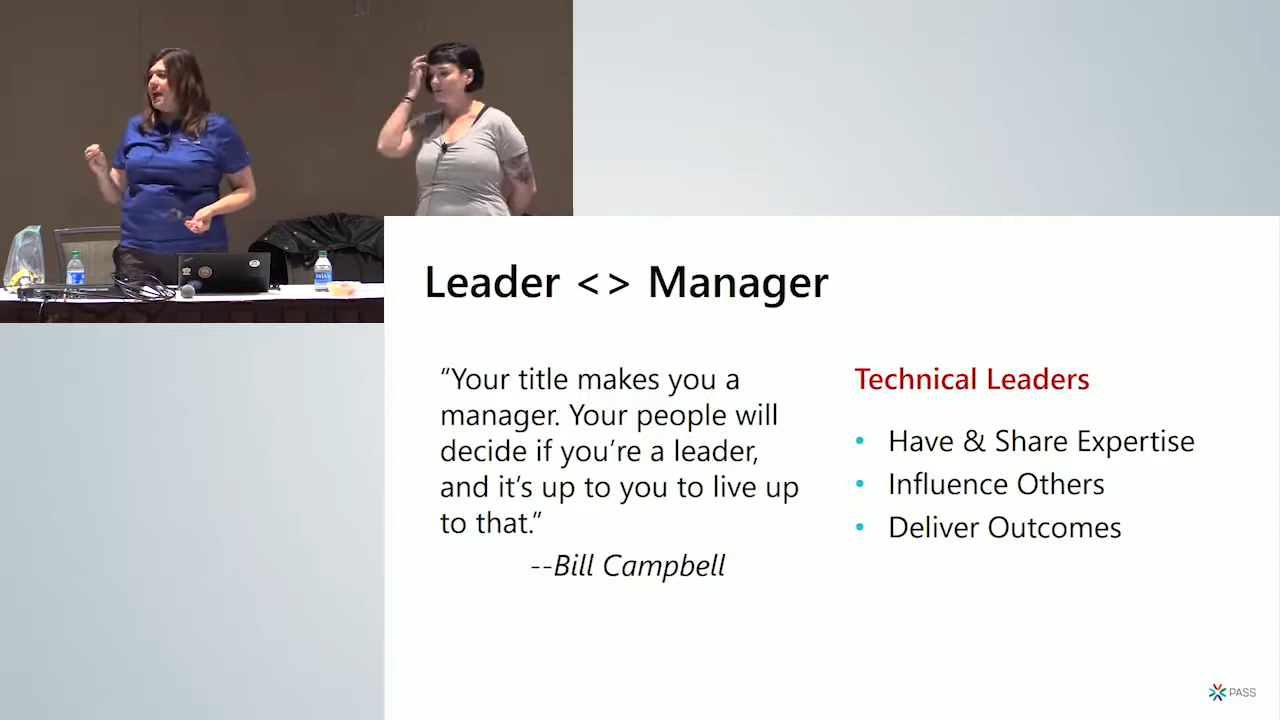 Leader <> Manager
“Your title makes you a
manager. Your people will
decide if you’re a leader,
and it’s up to you to live up
to that.”
--Bill Campbell
Technical Leaders
• Have & Share Expertise
• Influence Others
• Deliver Outcomes
PASS